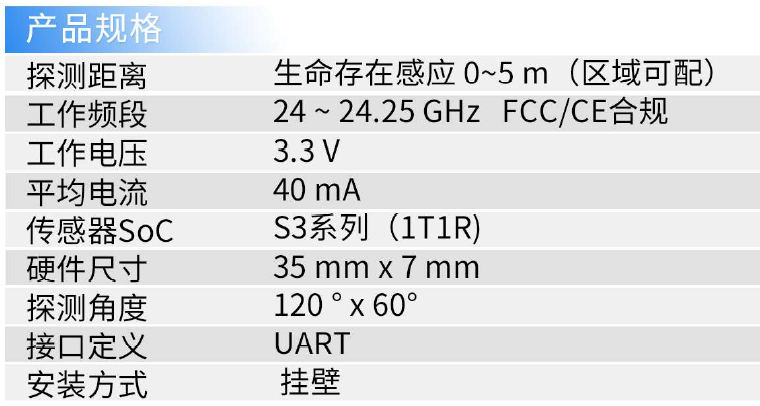 产品规格
探测距离 生命存在感应 0~5 m（区域可配）
工作频段 24 ~ 24.25 GHz FCC/CE合规
工作电压 3.3 V
平均电流 40 mA
传感器SoC S3系列（1T1R)
硬件尺寸 35 mm x 7 mm
探测角度 120 ° x 60°
接口定义 UART
安装方式 挂壁